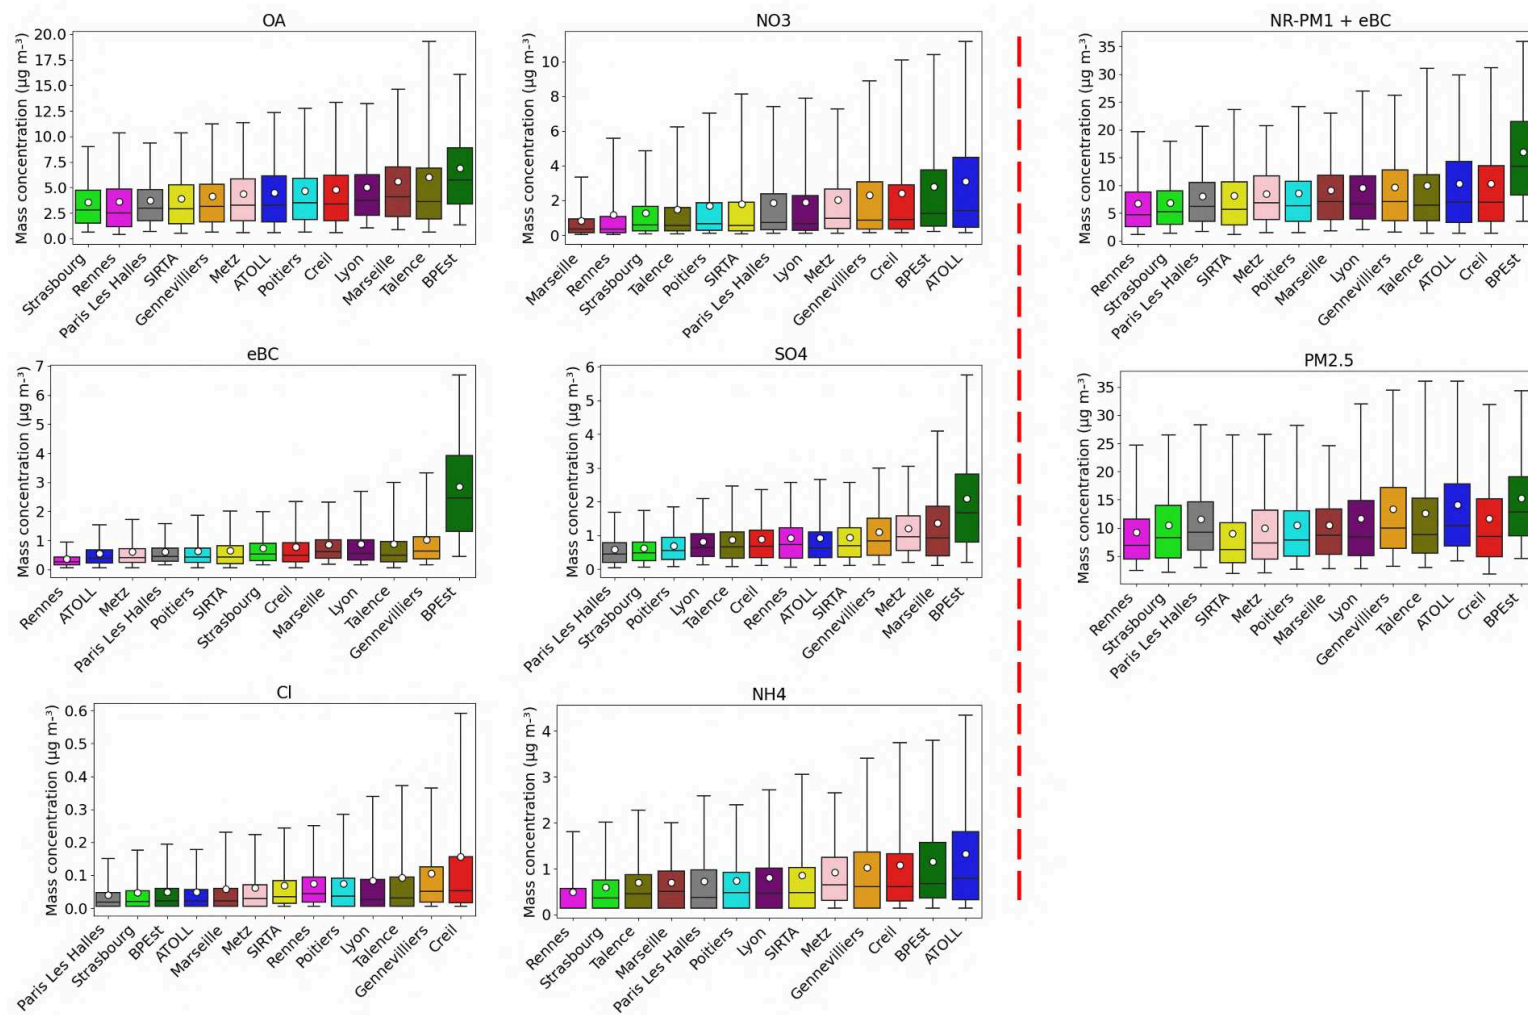 OA
Mass concentration (µg m-³)
20.0
17.5
15.0
12.5
10.0
7.5
5.0
2.5
0.0
Strasbourg
Rennes
Paris Les Halles
SIRTA
Gennevilliers
Metz
ATOLL
Poitiers
Creil
Lyon
Marseille
Talence
BPEst
NO3
Mass concentration (µg m-³)
10
8
6
4
2
0
Marseille
Rennes
Strasbourg
Talence
Poitiers
SIRTA
Paris Les Halles
Lyon
Metz
Gennevilliers
Creil
BPEst
ATOLL
NR-PM1 + eBC
Mass concentration (µg m-³)
35
30
25
20
15
10
5
0
Rennes
Strasbourg
Paris Les Halles
SIRTA
Metz
Poitiers
Marseille
Lyon
Gennevilliers
Talence
ATOLL
Creil
BPEst
eBC
Mass concentration (µg m-³)
7
6
5
4
3
2
1
0
Rennes
ATOLL
Metz
Paris Les Halles
Poitiers
SIRTA
Strasbourg
Creil
Marseille
Lyon
Talence
Gennevilliers
BPEst
SO4
Mass concentration (µg m-³)
6
5
4
3
2
1
0
Paris Les Halles
Strasbourg
Poitiers
Lyon
Talence
Creil
Rennes
ATOLL
SIRTA
Gennevilliers
Metz
Marseille
BPEst
PM2.5
Mass concentration (µg m-³)
35
30
25
20
15
10
5
Rennes
Strasbourg
Paris Les Halles
SIRTA
Metz
Poitiers
Marseille
Lyon
Gennevilliers
Talence
ATOLL
Creil
BPEst
Cl
Mass concentration (µg m-³)
0.6
0.5
0.4
0.3
0.2
0.1
0.0
Paris Les Halles
Strasbourg
BPEst
ATOLL
Marseille
Metz
SIRTA
Rennes
Poitiers
Lyon
Talence
Gennevilliers
Creil
NH4
Mass concentration (µg m-³)
4
3
2
1
0
Rennes
Strasbourg
Talence
Marseille
Paris Les Halles
Poitiers
Lyon
SIRTA
Metz
Gennevilliers
Creil
BPEst
ATOLL